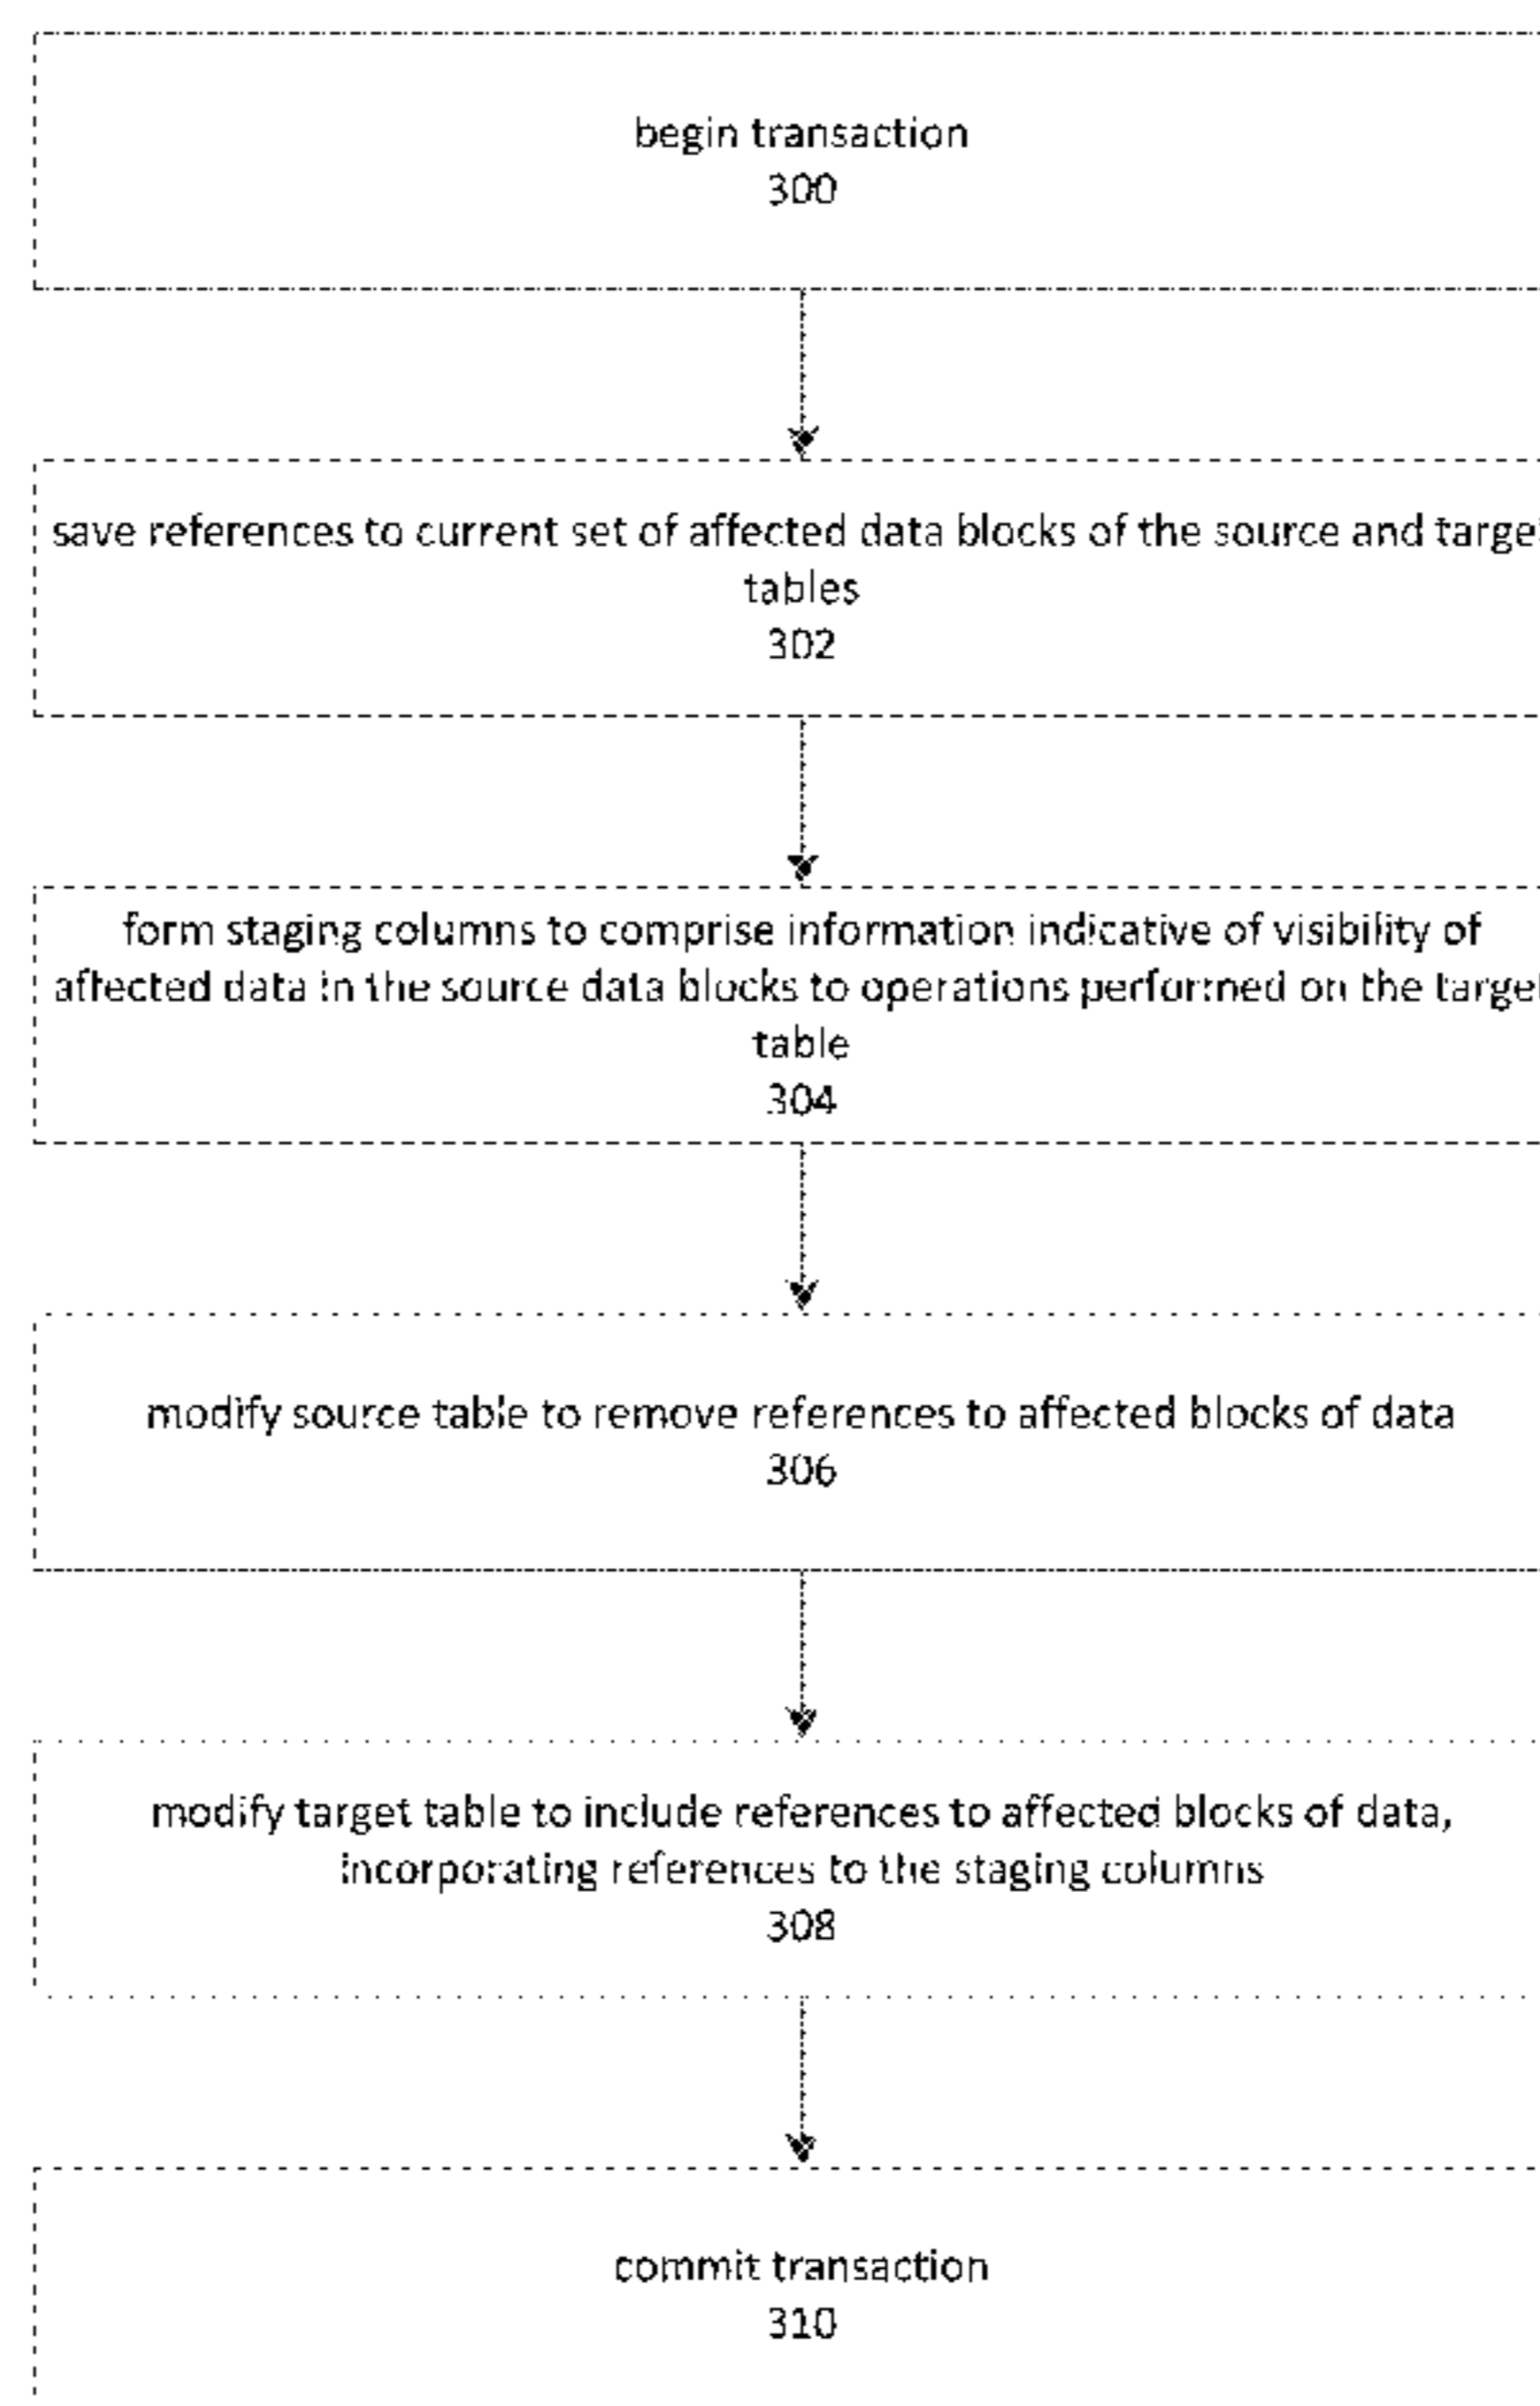 begin transaction
300
save references to current set of affected data blocks of the source and targe
tables
302
form staging columns to comprise information indicative of visibility of
affected data in the source data blocks to operations performed on the target
table
304
modify source table to remove references to affected blocks of data
306
modify target table to include references to affected blocks of data,
incorporating references to the staging columns
308
commit transaction
310